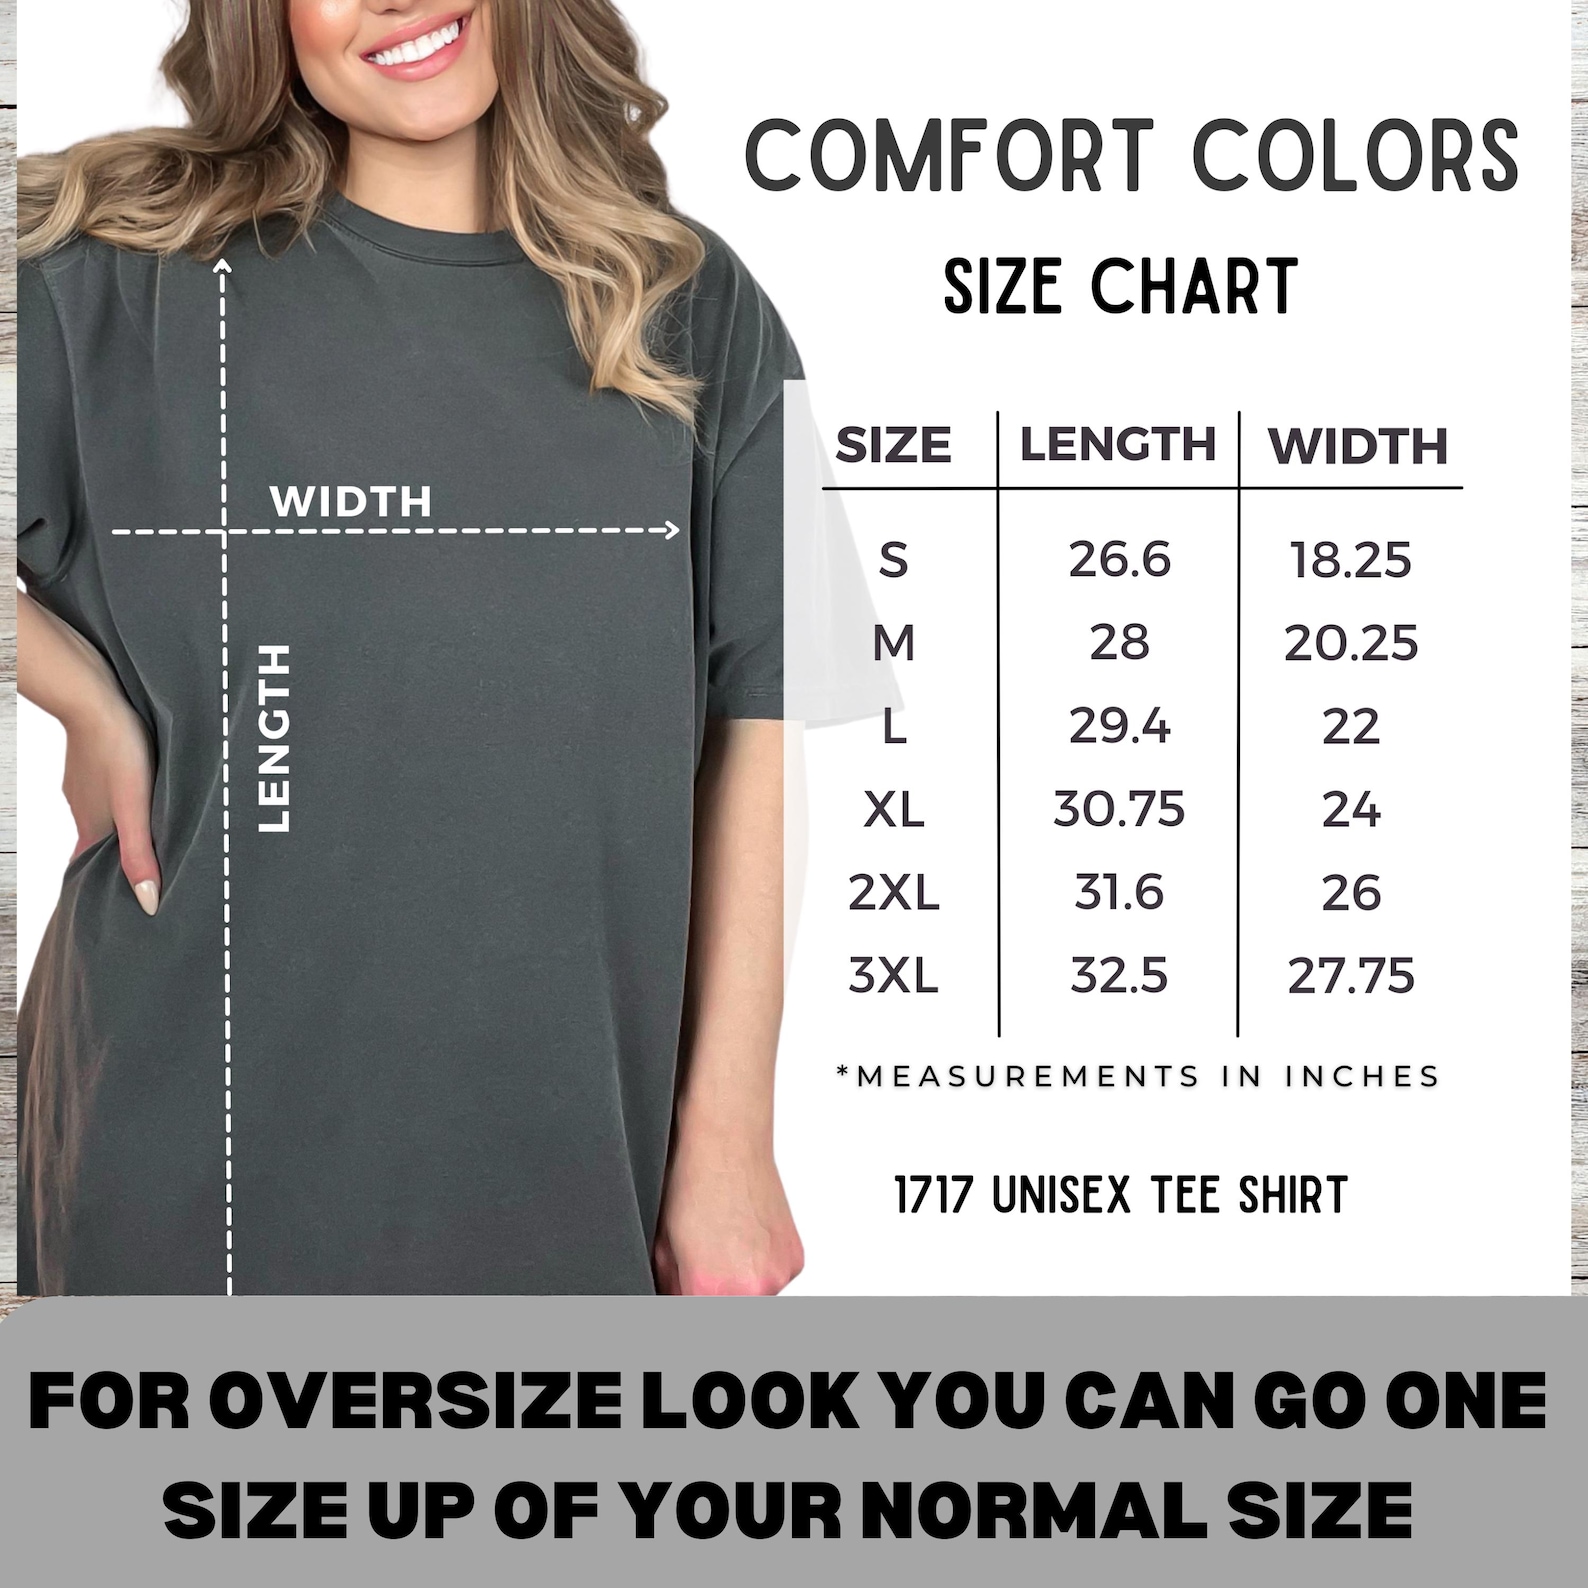 COMFORT COLORS
SIZE CHART
SIZE LENGTH WIDTH
S 26.6 18.25
M 28 20.25
L 29.4 22
XL 30.75 24
2XL 31.6 26
3XL 32.5 27.75
*MEASUREMENTS IN INCHES
1717 UNISEX TEE SHIRT
WIDTH
LENGTH
FOR OVERSIZE LOOK YOU CAN GO ONE
SIZE UP OF YOUR NORMAL SIZE